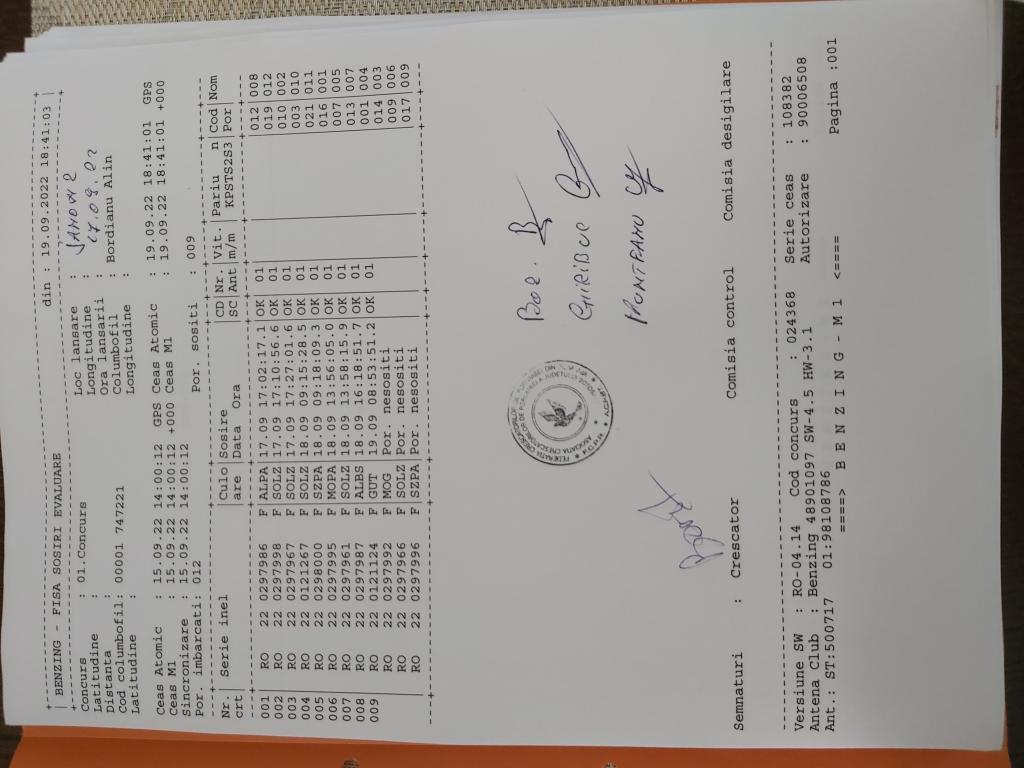 +--------------------------------------------------------------+
| BENZING - FISA SOSIRI EVALUARE din : 19.09.2022 18:41:03 |
+--------------------------------------------------------------+
Concurs : 01.Concurs Loc lansare : JANOW 2
Latitudine : Longitudine : 17.09.22
Distanta : Ora lansarii :
Cod columbofil: 00001 747221 Columbofil : Bordianu Alin
Latitudine : Longitudine :
Ceas Atomic : 15.09.22 14:00:12 GPS Ceas Atomic : 19.09.22 18:41:01 GPS
Ceas M1 : 15.09.22 14:00:12 +000 Ceas M1 : 19.09.22 18:41:01 +000
Sincronizare : 15.09.22 14:00:12
Por. imbarcati: 012 Por. sositi : 009
Nr. | Serie inel | Culo | Sosire | CD | Nr. | Vit. | Pariu n | Cod | Nom
crt | | are | Data Ora | SC | Ant | m/m | KPSTS2S3 | Por |
001 | RO 22 0297986 F | ALPA | 17.09 17:02:17.1 | OK | 01 | 012 | 008
002 | RO 22 0297998 F | SOLZ | 17.09 17:10:56.6 | OK | 01 | 019 | 012
003 | RO 22 0297967 F | SOLZ | 17.09 17:27:01.6 | OK | 01 | 010 | 002
004 | RO 22 0121267 F | SOLZ | 18.09 09:15:28.5 | OK | 01 | 003 | 010
005 | RO 22 0298000 F | SZPA | 18.09 09:18:09.3 | OK | 01 | 021 | 011
006 | RO 22 0297995 F | MOPA | 18.09 13:56:05.0 | OK | 01 | 016 | 001
007 | RO 22 0297961 F | SOLZ | 18.09 13:58:15.9 | OK | 01 | 007 | 005
008 | RO 22 0297987 F | ALBS | 18.09 16:18:51.7 | OK | 01 | 013 | 007
009 | RO 22 0121124 F | GUT | 19.09 08:53:51.2 | OK | 01 | 001 | 004
RO 22 0297992 F | MOG | Por. nesositi | 014 | 003
RO 22 0297966 F | SOLZ | Por. nesositi | 009 | 006
RO 22 0297996 F | SZPA | Por. nesositi | 017 | 009
Semnaturi : Crescator Comisia control Comisia desigilare
Versiune SW : RO-04.14 Cod concurs : 024368 Serie ceas : 108382
Antena Club : Benzing 48901097 SW-4.5 HW-3.1 Autorizare : 90006508
Ant.: ST:500717 01:98108786
====> B E N Z I N G - M 1 <==== Pagina :001